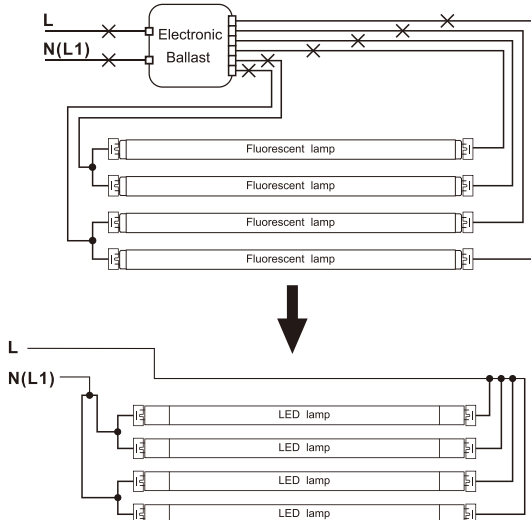 L
N(L1)
Electronic
Ballast
Fluorescent lamp
Fluorescent lamp
Fluorescent lamp
Fluorescent lamp
L
N(L1)
LED lamp
LED lamp
LED lamp
LED lamp